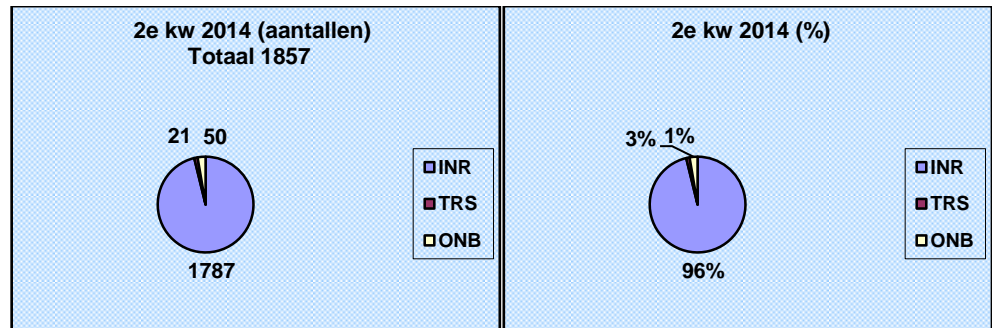 2e kw 2014 (aantallen)
Totaal 1857
21 50
1787
INR
TRS
ONB
2e kw 2014 (%)
3% 1%
96%
INR
TRS
ONB